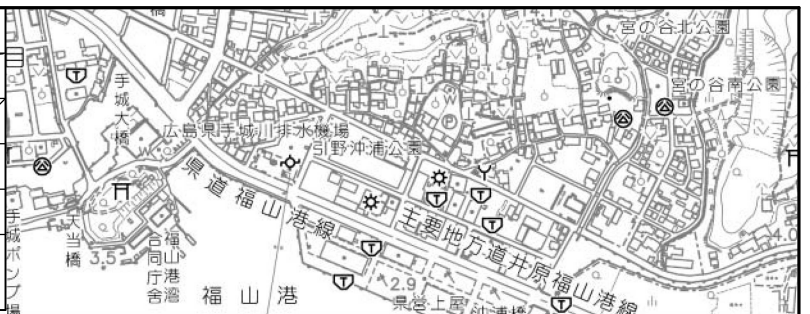 宮の谷北公園
宮の谷南公園
手城大橋
広島県手城川排水機場
引野沖浦公園
県道福山港線
主要地方道井原福山港線
天当橋
3.5
福山港湾
合同庁舎
手城ポンプ場
福山港
2.9
県営上屋
沖浦橋
4.0